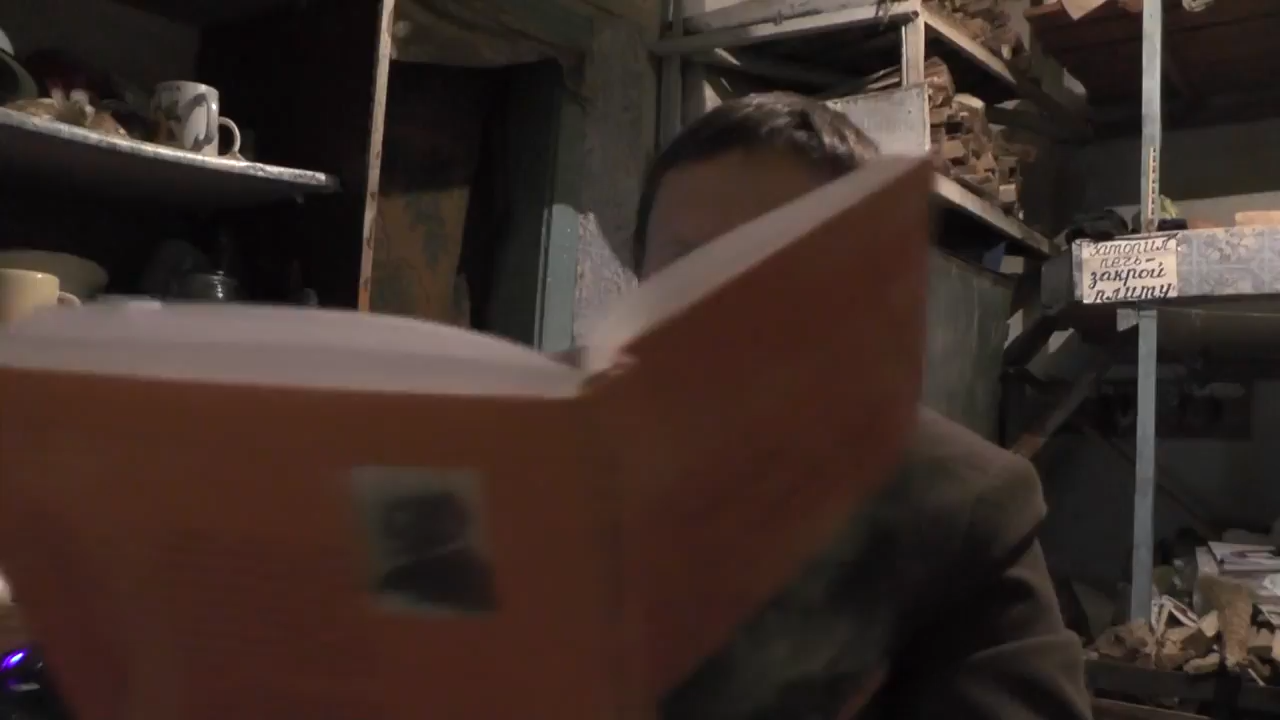 Затопил
печь-
закрой
плиту